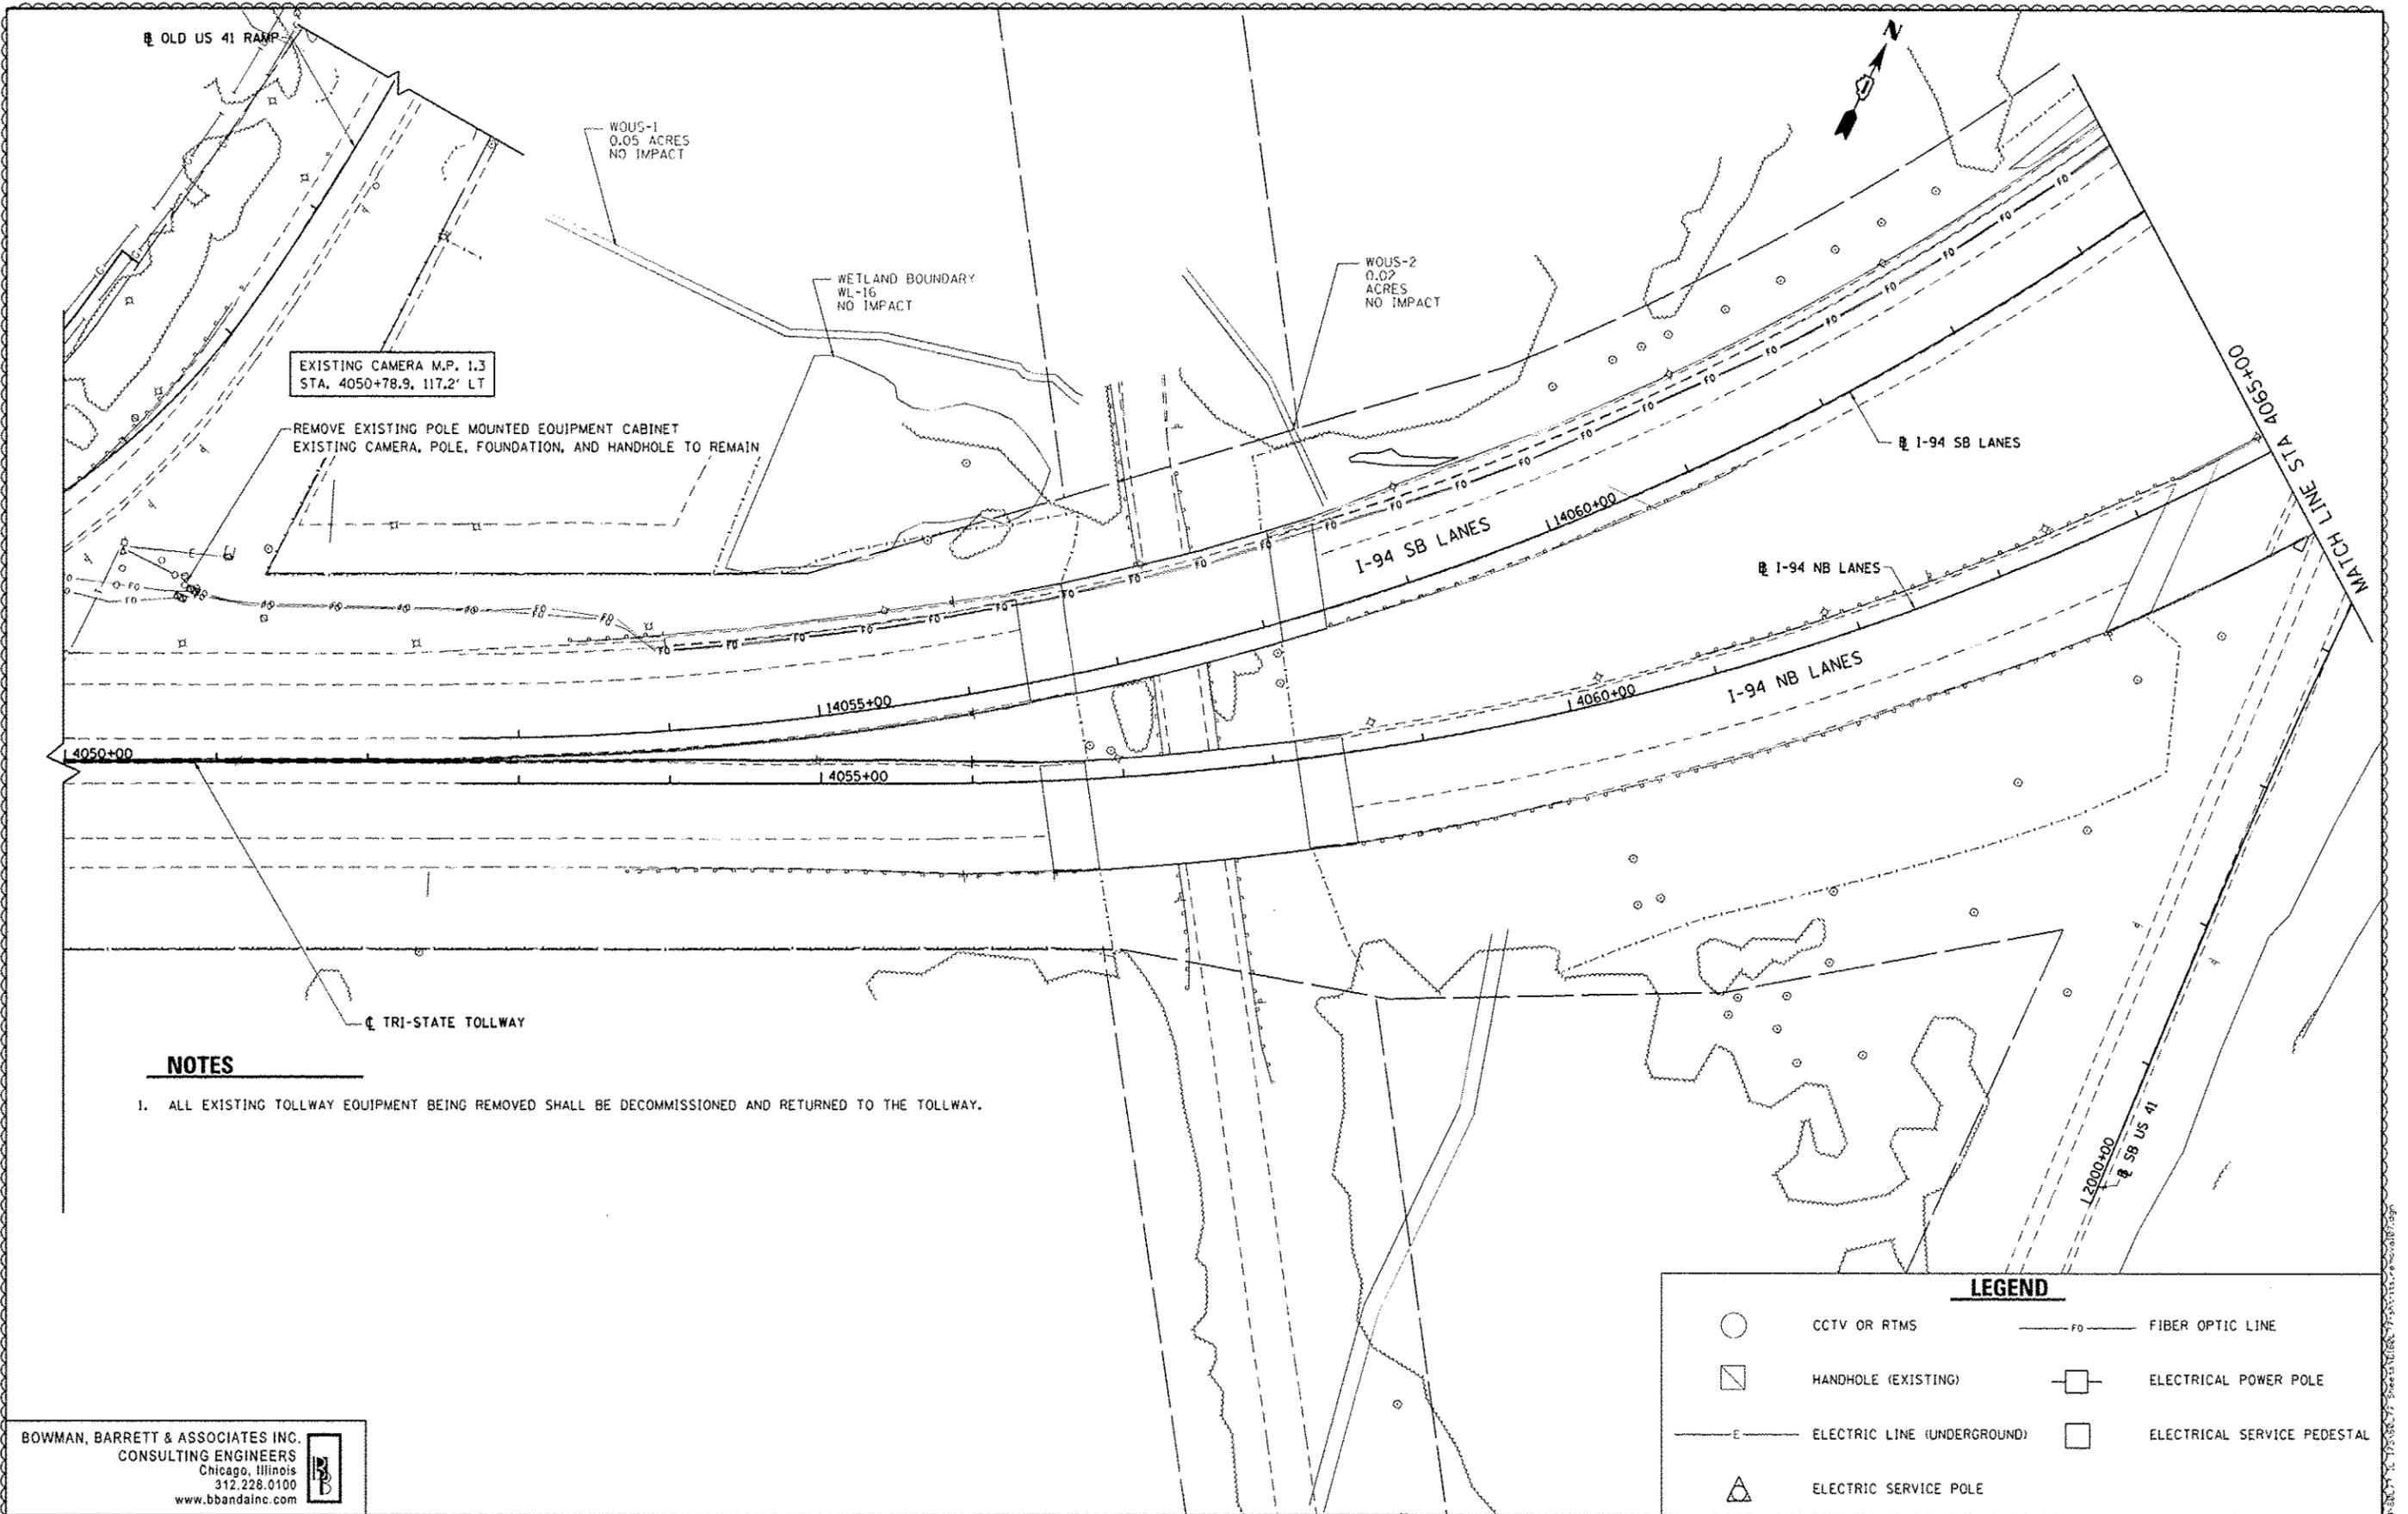 ℄ OLD US 41 RAMP
N
WOUS-1
0.05 ACRES
NO IMPACT
WETLAND BOUNDARY
WL-16
NO IMPACT
WOUS-2
0.02
ACRES
NO IMPACT
EXISTING CAMERA M.P. 1.3
STA. 4050+78.9, 117.2' LT
REMOVE EXISTING POLE MOUNTED EQUIPMENT CABINET
EXISTING CAMERA, POLE, FOUNDATION, AND HANDHOLE TO REMAIN
MATCH LINE STA 4065+00
℄ I-94 SB LANES
14060+00
I-94 SB LANES
℄ I-94 NB LANES
I-94 NB LANES
4060+00
14055+00
4050+00
4055+00
℄ TRI-STATE TOLLWAY
NOTES
1. ALL EXISTING TOLLWAY EQUIPMENT BEING REMOVED SHALL BE DECOMMISSIONED AND RETURNED TO THE TOLLWAY.
2000+00
℄ SB US 41
LEGEND
CCTV OR RTMS
FO FIBER OPTIC LINE
HANDHOLE (EXISTING)
ELECTRICAL POWER POLE
E ELECTRIC LINE (UNDERGROUND)
ELECTRICAL SERVICE PEDESTAL
ELECTRIC SERVICE POLE
BOWMAN, BARRETT & ASSOCIATES INC.
CONSULTING ENGINEERS
Chicago, Illinois
312.228.0100
www.bbandainc.com